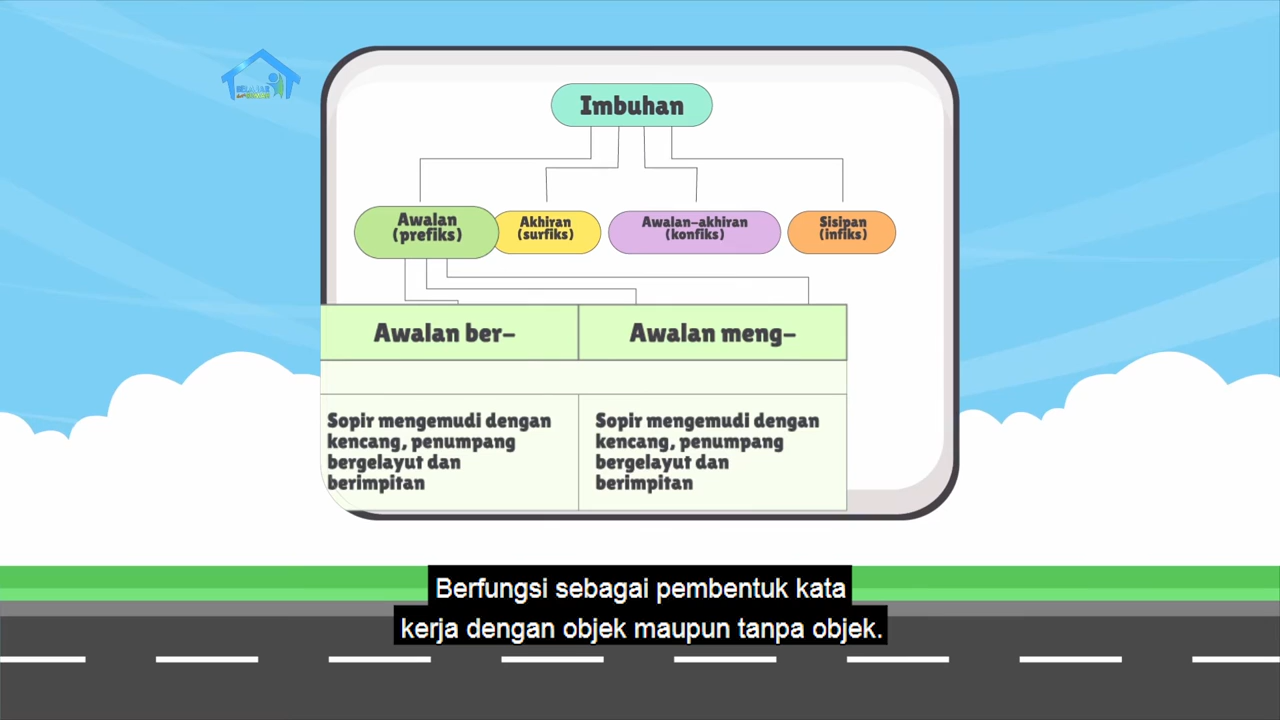 Imbuhan
Awalan
(prefiks)
Akhiran
(surfiks)
Awalan-akhiran
(konfiks)
Sisipan
(infiks)
Awalan ber-
Awalan meng-
Sopir mengemudi dengan
kencang, penumpang
bergelayut dan
berimpitan
Sopir mengemudi dengan
kencang, penumpang
bergelayut dan
berimpitan
Berfungsi sebagai pembentuk kata
kerja dengan objek maupun tanpa objek.